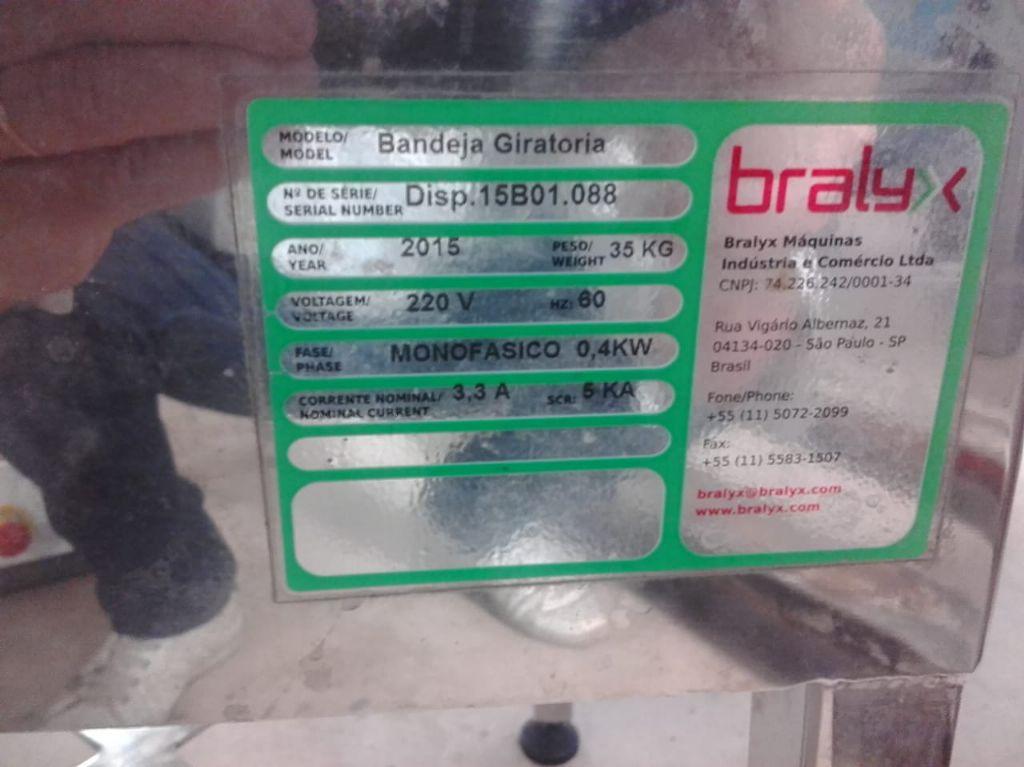 MODELO/
MODEL
Bandeja Giratoria
Nº DE SÉRIE/
SERIAL NUMBER
Disp.15B01.088
ANO/
YEAR
2015
PESO/
WEIGHT
35 KG
VOLTAGEM/
VOLTAGE
220 V
HZ: 60
FASE/
PHASE
MONOFASICO 0,4KW
CORRENTE NOMINAL/
NOMINAL CURRENT
3,3 A
SCR: 5 KA
bralyx
Bralyx Máquinas
Indústria e Comércio Ltda
CNPJ: 74.226.242/0001-34
Rua Vigário Albernaz, 21
04134-020 - São Paulo - SP
Brasil
Fone/Phone:
+55 (11) 5072-2099
Fax:
+55 (11) 5583-1507
bralyx@bralyx.com
www.bralyx.com